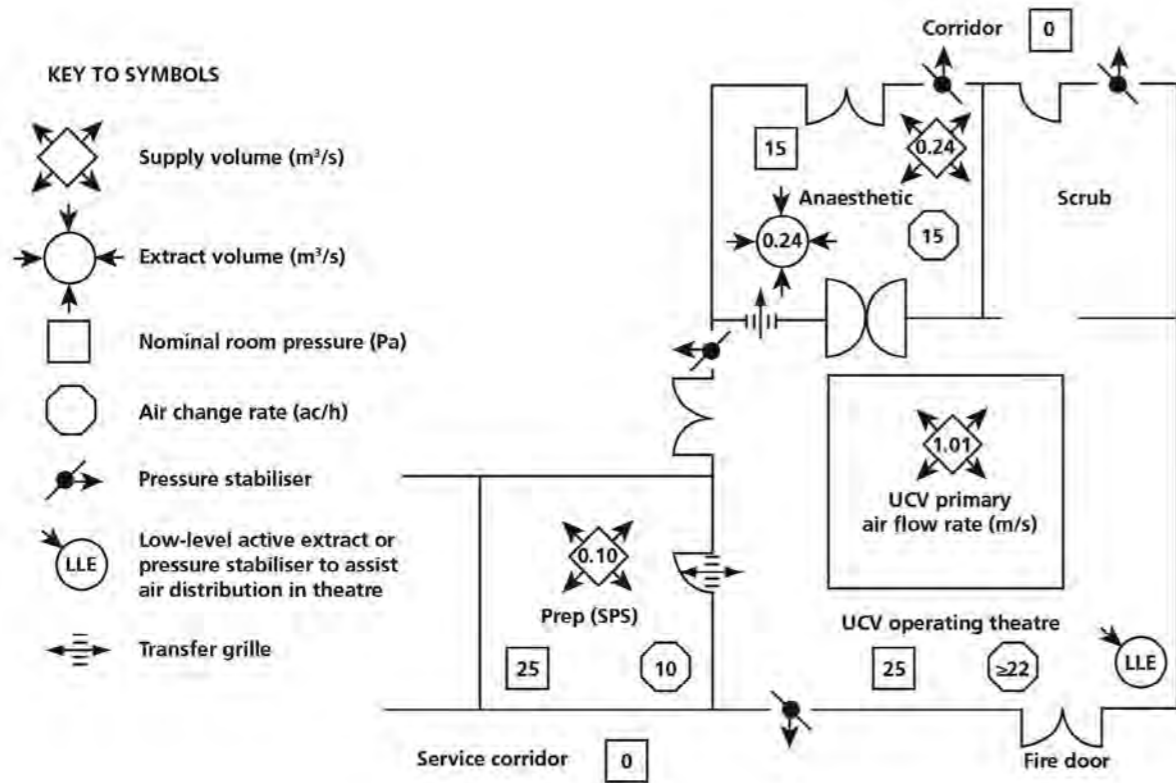 KEY TO SYMBOLS
Supply volume (m³/s)
Extract volume (m³/s)
Nominal room pressure (Pa)
Air change rate (ac/h)
Pressure stabiliser
LLE
Low-level active extract or
pressure stabiliser to assist
air distribution in theatre
Transfer grille
Corridor
0
15
0.24
Anaesthetic
0.24
15
Scrub
1.01
UCV primary
air flow rate (m/s)
0.10
Prep (SPS)
25
10
UCV operating theatre
25
≥22
LLE
Service corridor
0
Fire door